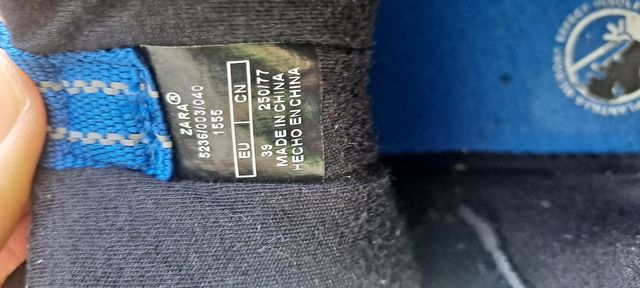 ZARA®
5236/003/040
1555
EU CN
39 250/77
MADE IN CHINA
HECHO EN CHINA